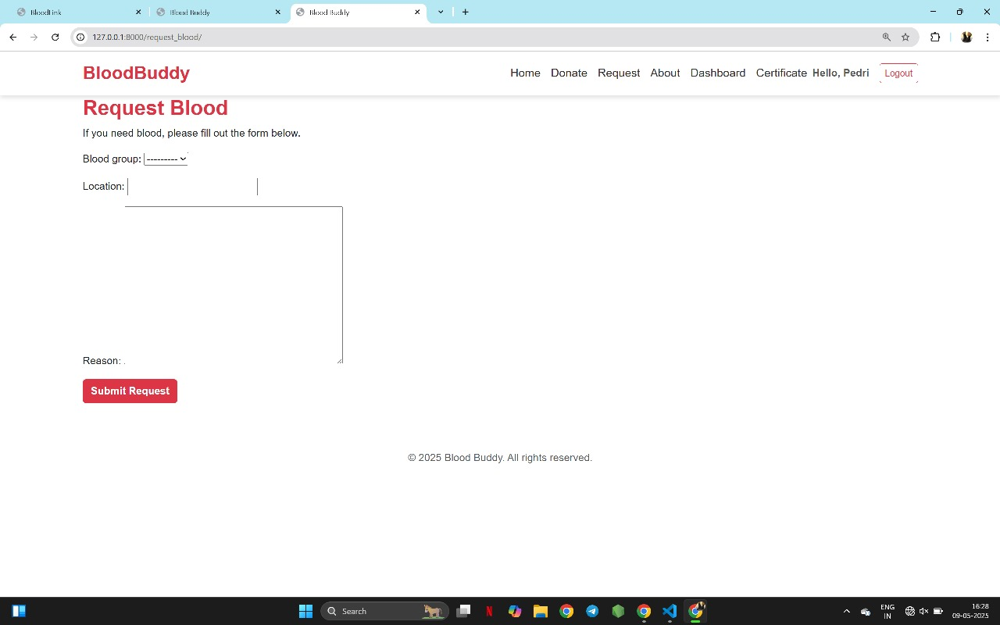 BloodLink
Blood Buddy
Blood Buddy
127.0.0.1:8000/request_blood/
BloodBuddy
Home Donate Request About Dashboard Certificate Hello, Pedri Logout
Request Blood
If you need blood, please fill out the form below.
Blood group: ---------
Location:
Reason:
Submit Request
© 2025 Blood Buddy. All rights reserved.
Search
N
ENG
IN
16:28
09-05-2025